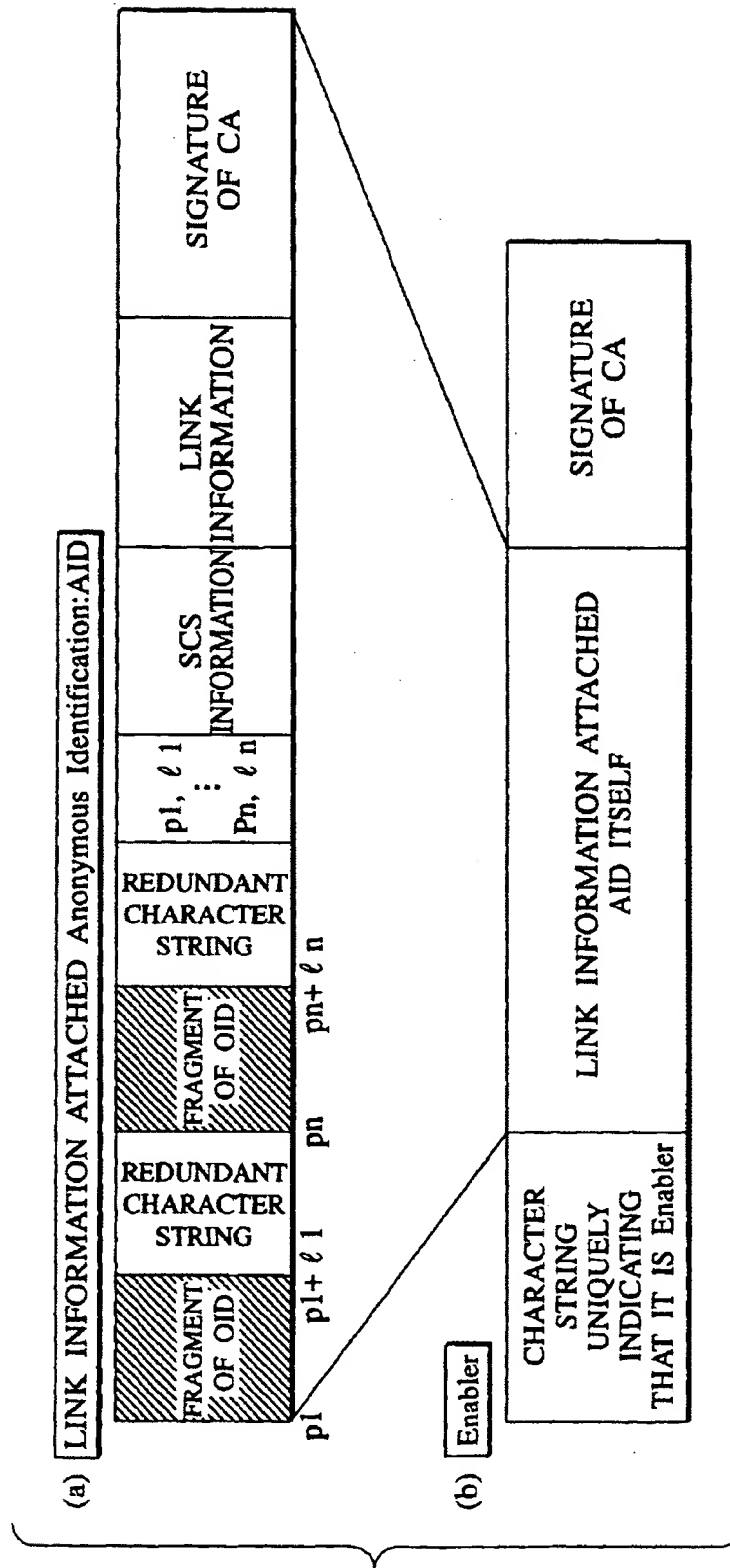 (a) LINK INFORMATION ATTACHED Anonymous Identification:AID
FRAGMENT
OF OID
REDUNDANT
CHARACTER
STRING
FRAGMENT
OF OID
REDUNDANT
CHARACTER
STRING
p1, ℓ 1
⋮
Pn, ℓ n
SCS
INFORMATION
LINK
INFORMATION
SIGNATURE
OF CA
p1
p1+ ℓ 1
pn
pn+ ℓ n
(b) Enabler
CHARACTER
STRING
UNIQUELY
INDICATING
THAT IT IS Enabler
LINK INFORMATION ATTACHED
AID ITSELF
SIGNATURE
OF CA